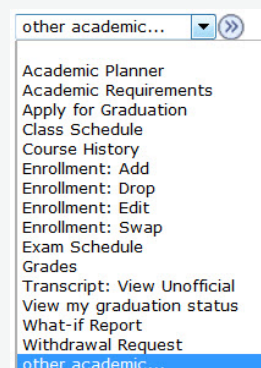 other academic...
Academic Planner
Academic Requirements
Apply for Graduation
Class Schedule
Course History
Enrollment: Add
Enrollment: Drop
Enrollment: Edit
Enrollment: Swap
Exam Schedule
Grades
Transcript: View Unofficial
View my graduation status
What-if Report
Withdrawal Request
other academic...